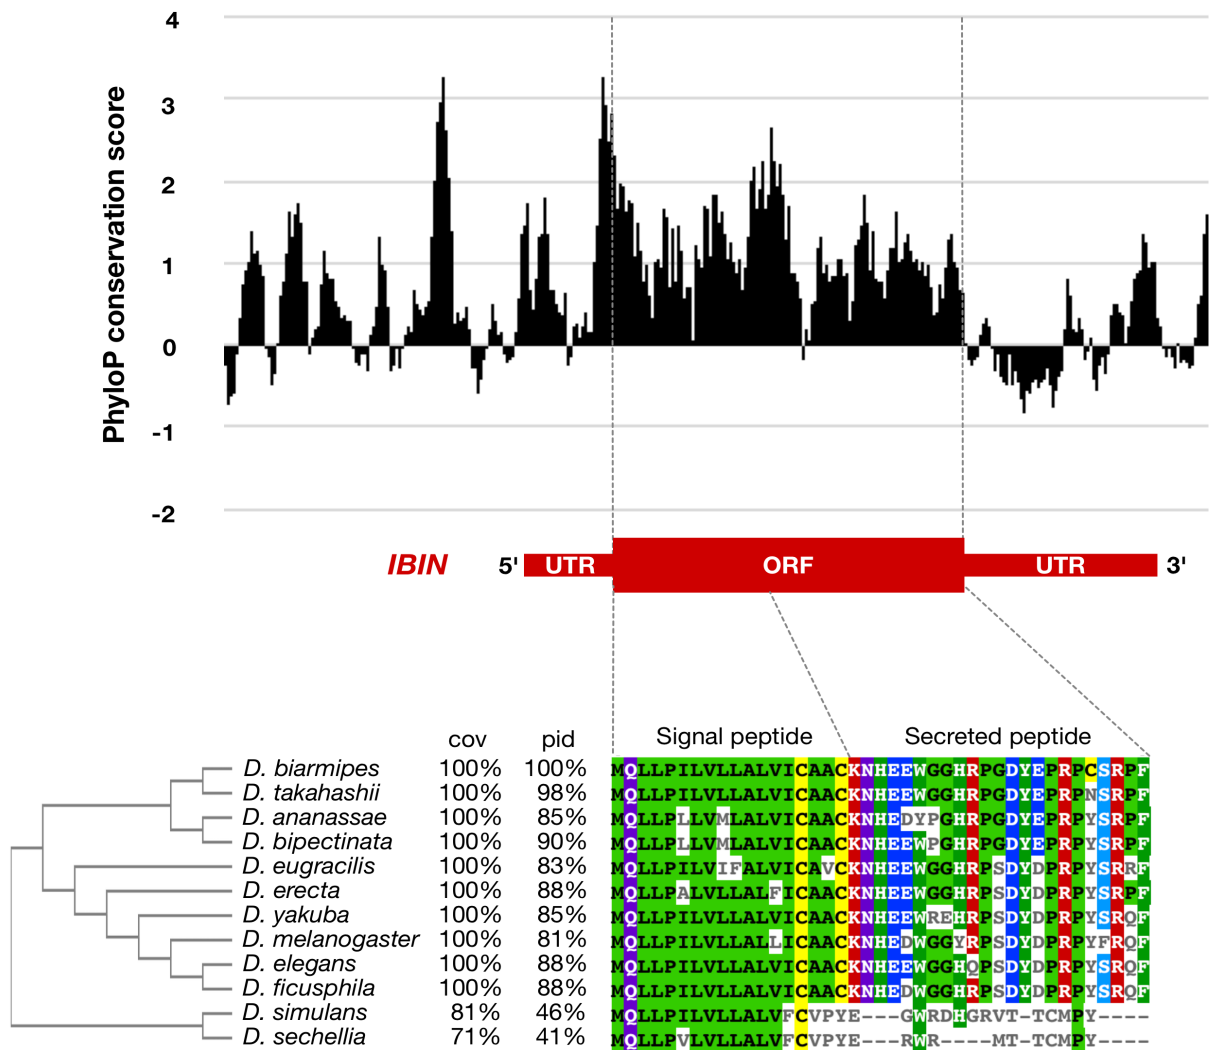 4
3
2
1
0
-1
-2
PhyloP conservation score
IBIN 5' UTR ORF UTR 3'
cov pid Signal peptide Secreted peptide
D. biarmipes 100% 100% MQLLPILVLLALVICAACKNHEEWGGHRPGDYEPRPCSRPF
D. takahashii 100% 98% MQLLPILVLLALVICAACKNHEEWGGHRPGDYEPRPNSRPF
D. ananassae 100% 85% MQLLPLLVMLALVICAACKNHEDYPGHRPGDYEPRPYSRPF
D. bipectinata 100% 90% MQLLPLLVMLALVICAACKNHEEWPGHRPGDYEPRPYSRPF
D. eugracilis 100% 83% MQLLPILVIFALVICAVCKNHEEWGGHRPSDYDPRPYSRRF
D. erecta 100% 88% MQLLPALVLLALFICAACKNHEEWGGHRPSDYDPRPYSRPF
D. yakuba 100% 85% MQLLPILVLLALVICAACKNHEEWREHRPSDYDPRPYSRQF
D. melanogaster 100% 81% MQLLPILVLLALLICAACKNHEDWGGYRPSDYDPRPYFRQF
D. elegans 100% 88% MQLLPILVLLALVICAACKNHEEWGGHQPSDYDPRPYSRQF
D. ficusphila 100% 88% MQLLPILVLLALVICAACKNHEDWGGHRPSDYDPRPYSRQF
D. simulans 81% 46% MQLLPILVLLALVFCVPYE---GWRDHGRVT-TCMPY----
D. sechellia 71% 41% MQLLPVLVLLALVFCVPYE---RWR----MT-TCMPY----